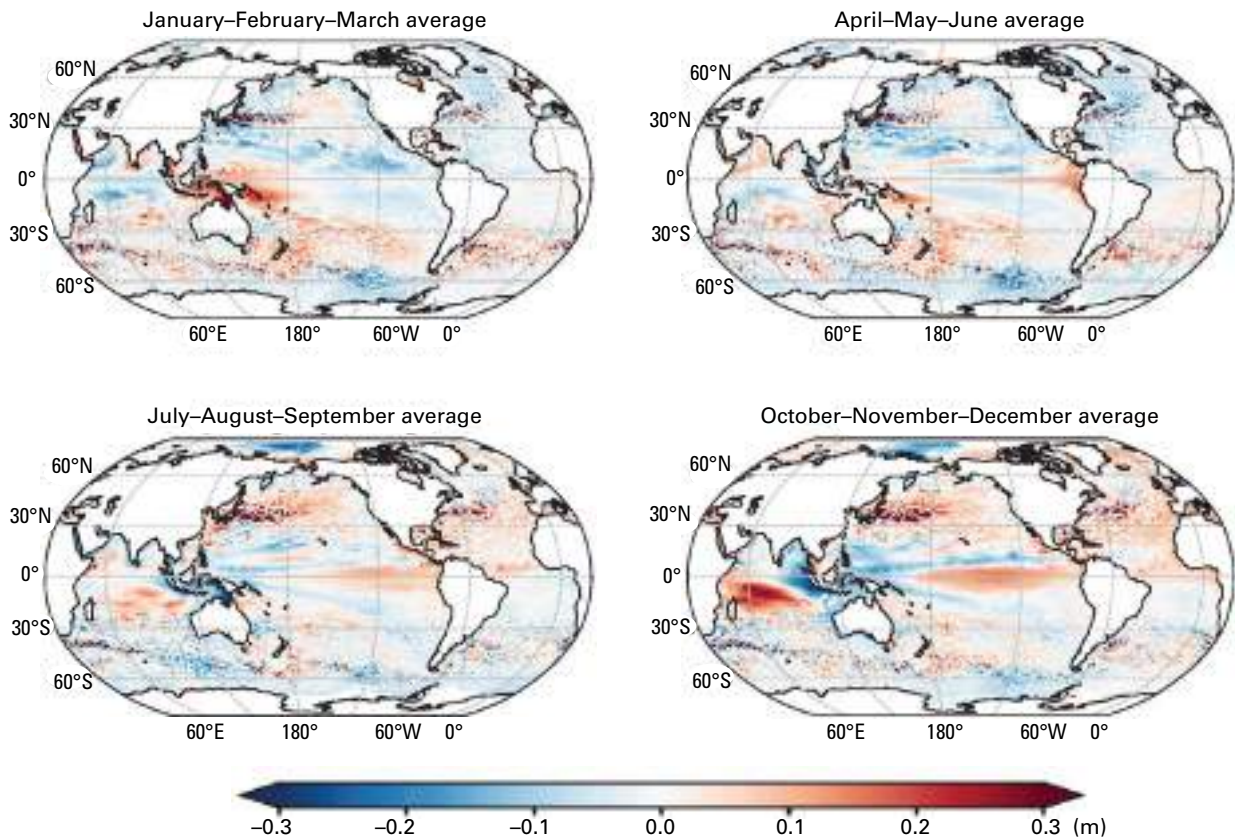 January–February–March average
April–May–June average
60°N
60°N
30°N
30°N
0°
0°
30°S
30°S
60°S
60°S
60°E 180° 60°W 0°
60°E 180° 60°W 0°
July–August–September average
October–November–December average
60°N
60°N
30°N
30°N
0°
0°
30°S
30°S
60°S
60°S
60°E 180° 60°W 0°
60°E 180° 60°W 0°
−0.3 −0.2 −0.1 0.0 0.1 0.2 0.3 (m)